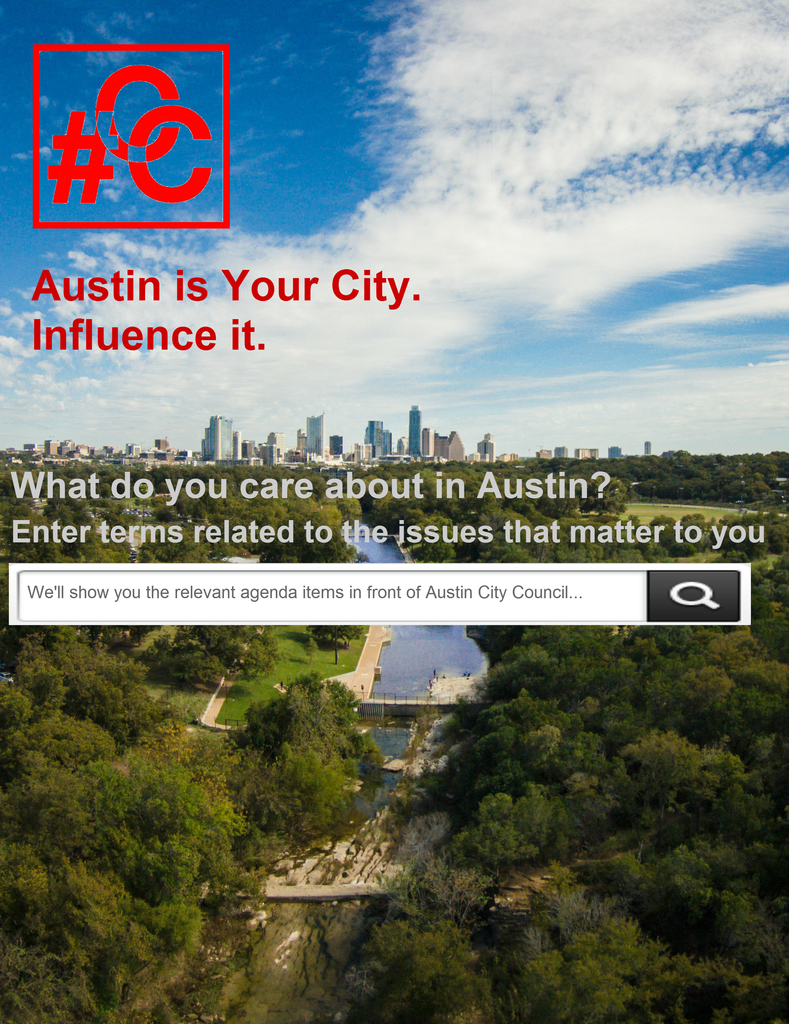 #CC
Austin is Your City.
Influence it.
What do you care about in Austin?
Enter terms related to the issues that matter to you
We'll show you the relevant agenda items in front of Austin City Council...